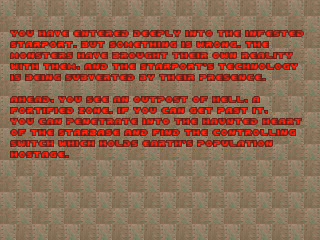 YOU HAVE ENTERED DEEPLY INTO THE INFESTED
STARPORT. BUT SOMETHING IS WRONG. THE
MONSTERS HAVE BROUGHT THEIR OWN REALITY
WITH THEM, AND THE STARPORT'S TECHNOLOGY
IS BEING SUBVERTED BY THEIR PRESENCE.

AHEAD, YOU SEE AN OUTPOST OF HELL, A
FORTIFIED ZONE. IF YOU CAN GET PAST IT,
YOU CAN PENETRATE INTO THE HAUNTED HEART
OF THE STARBASE AND FIND THE CONTROLLING
SWITCH WHICH HOLDS EARTH'S POPULATION
HOSTAGE.